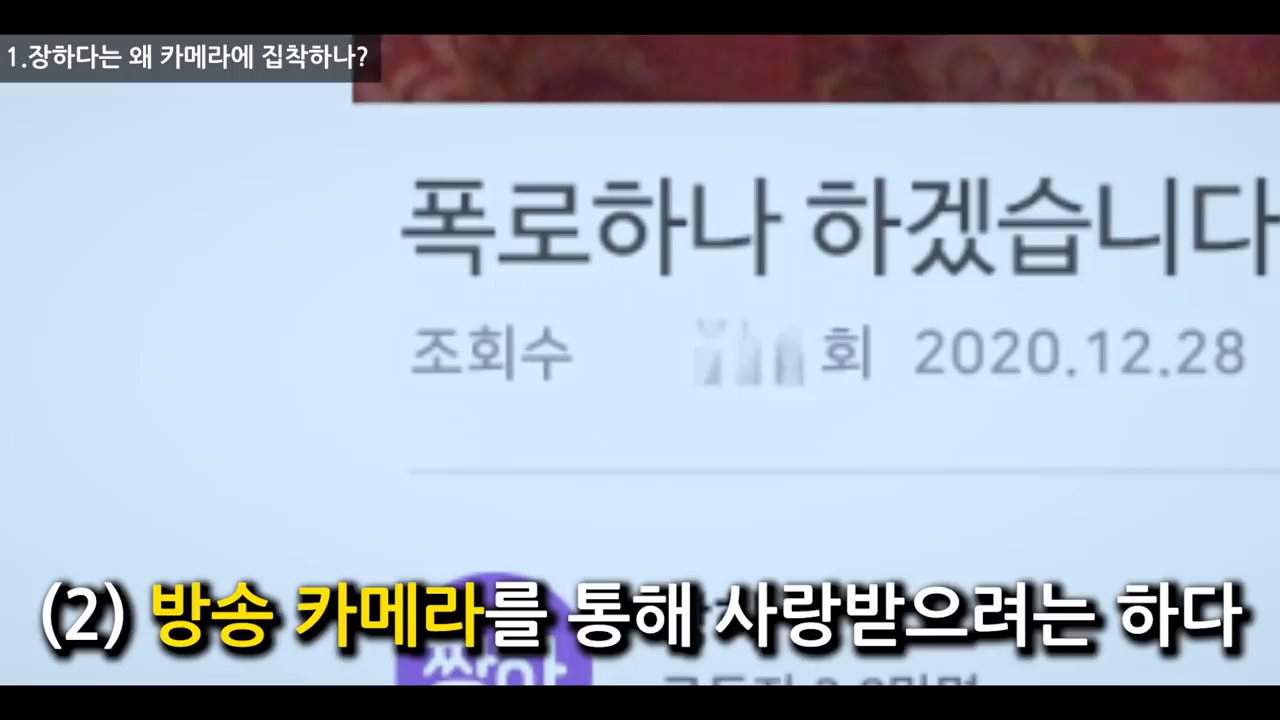 1.장하다는 왜 카메라에 집착하나?
폭로하나 하겠습니다
조회수 회 2020.12.28
(2) 방송 카메라를 통해 사랑받으려는 하다